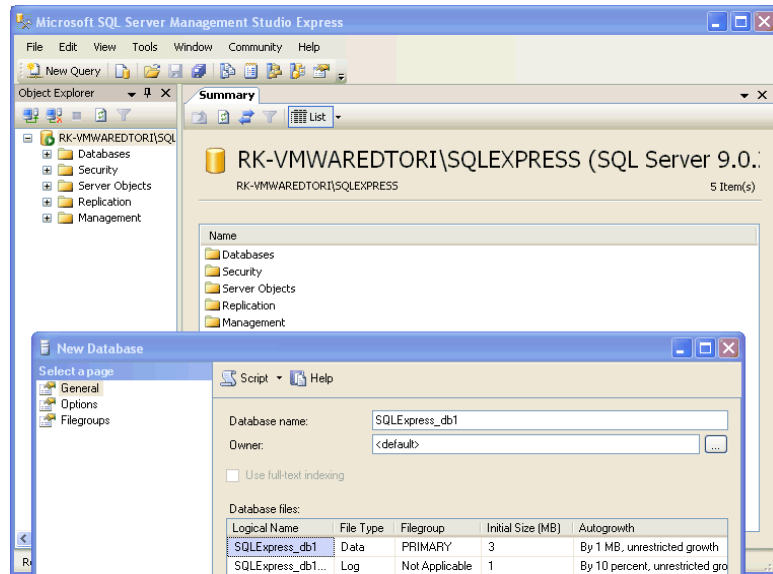 Microsoft SQL Server Management Studio Express
File Edit View Tools Window Community Help
New Query
Object Explorer
Summary
List
RK-VMWAREDTORI\SQL
Databases
Security
Server Objects
Replication
Management
RK-VMWAREDTORI\SQLEXPRESS (SQL Server 9.0.
RK-VMWAREDTORI\SQLEXPRESS
5 Item(s)
Name
Databases
Security
Server Objects
Replication
Management
New Database
Select a page
General
Options
Filegroups
Script Help
Database name: SQLExpress_db1
Owner: <default>
...
Use full-text indexing
Database files:
Logical Name File Type Filegroup Initial Size (MB) Autogrowth
SQLExpress_db1 Data PRIMARY 3 By 1 MB, unrestricted growth
SQLExpress_db1... Log Not Applicable 1 By 10 percent, unrestricted gro